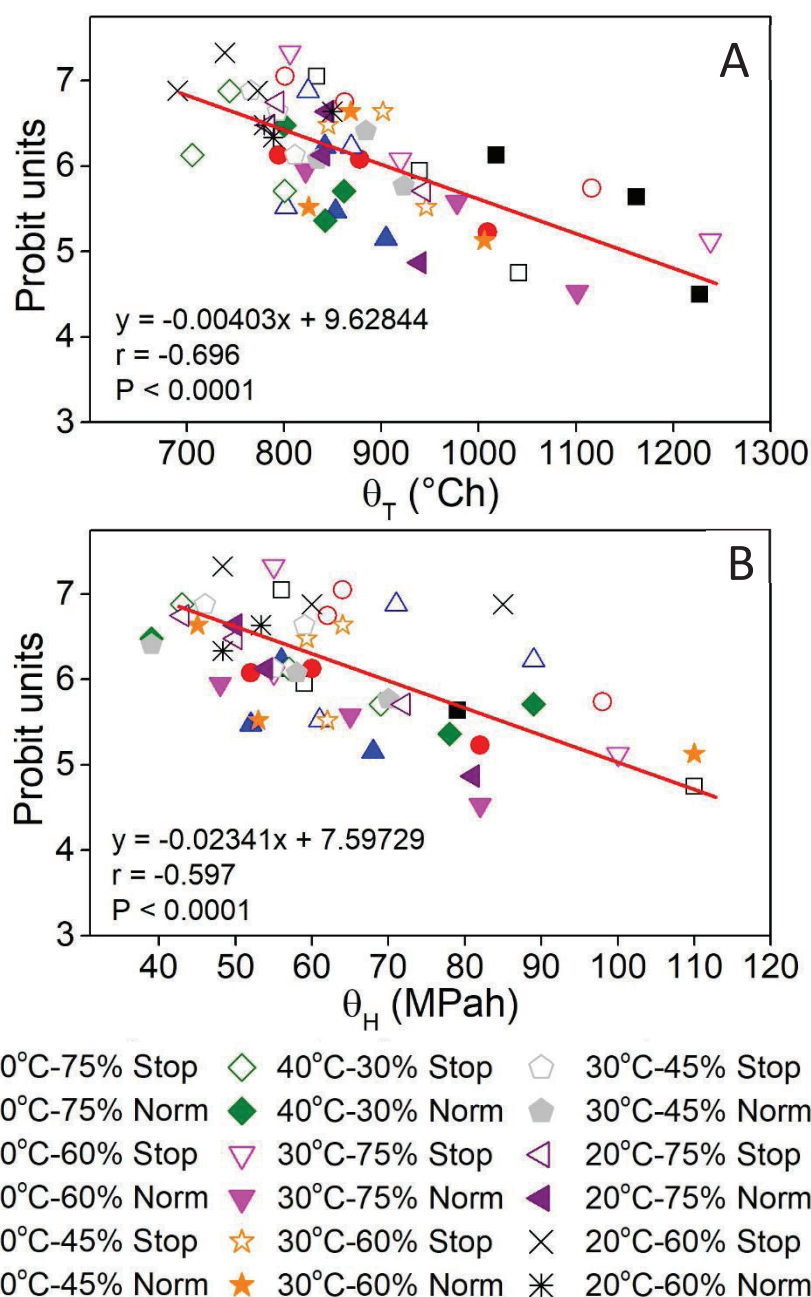 A
Probit units
7
6
5
4
3
y = -0.00403x + 9.62844
r = -0.696
P < 0.0001
700 800 900 1000 1100 1200 1300
θT (°Ch)
B
Probit units
7
6
5
4
3
y = -0.02341x + 7.59729
r = -0.597
P < 0.0001
40 50 60 70 80 90 100 110 120
θH (MPah)
0°C-75% Stop 40°C-30% Stop 30°C-45% Stop
0°C-75% Norm 40°C-30% Norm 30°C-45% Norm
0°C-60% Stop 30°C-75% Stop 20°C-75% Stop
0°C-60% Norm 30°C-75% Norm 20°C-75% Norm
0°C-45% Stop 30°C-60% Stop 20°C-60% Stop
0°C-45% Norm 30°C-60% Norm 20°C-60% Norm